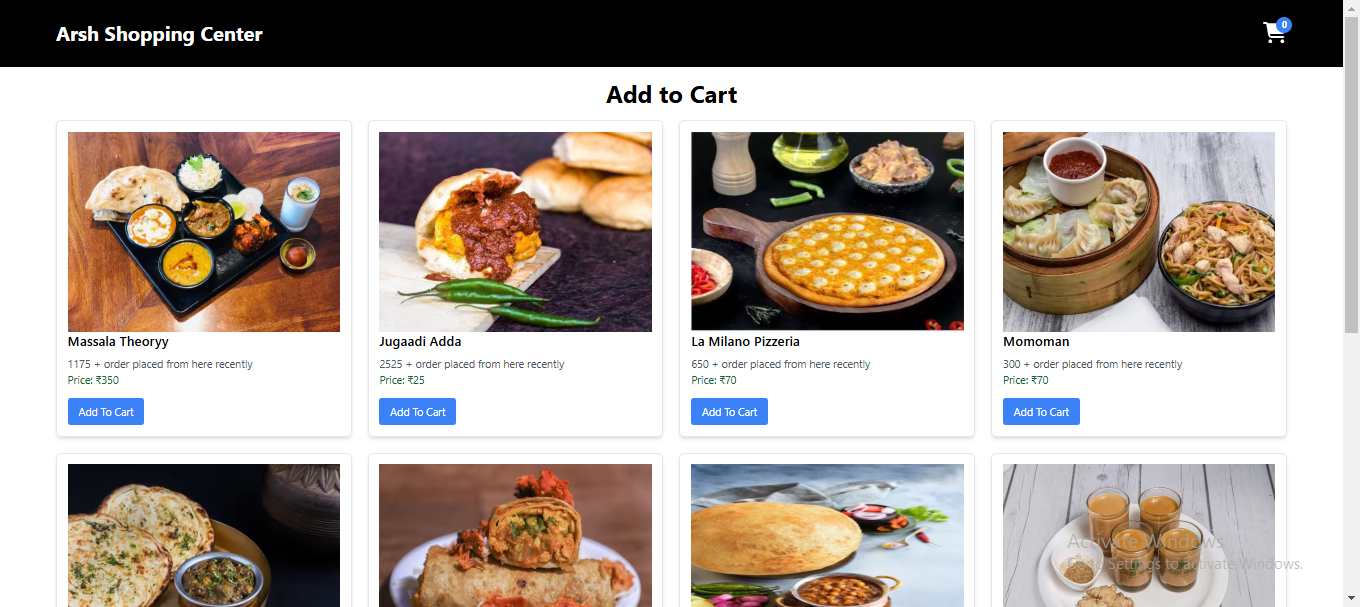 Arsh Shopping Center
0
Add to Cart
Massala Theoryy
1175 + order placed from here recently
Price: ₹350
Add To Cart
Jugaadi Adda
2525 + order placed from here recently
Price: ₹25
Add To Cart
La Milano Pizzeria
650 + order placed from here recently
Price: ₹70
Add To Cart
Momoman
300 + order placed from here recently
Price: ₹70
Add To Cart
Activate Windows
Go to Settings to activate Windows.